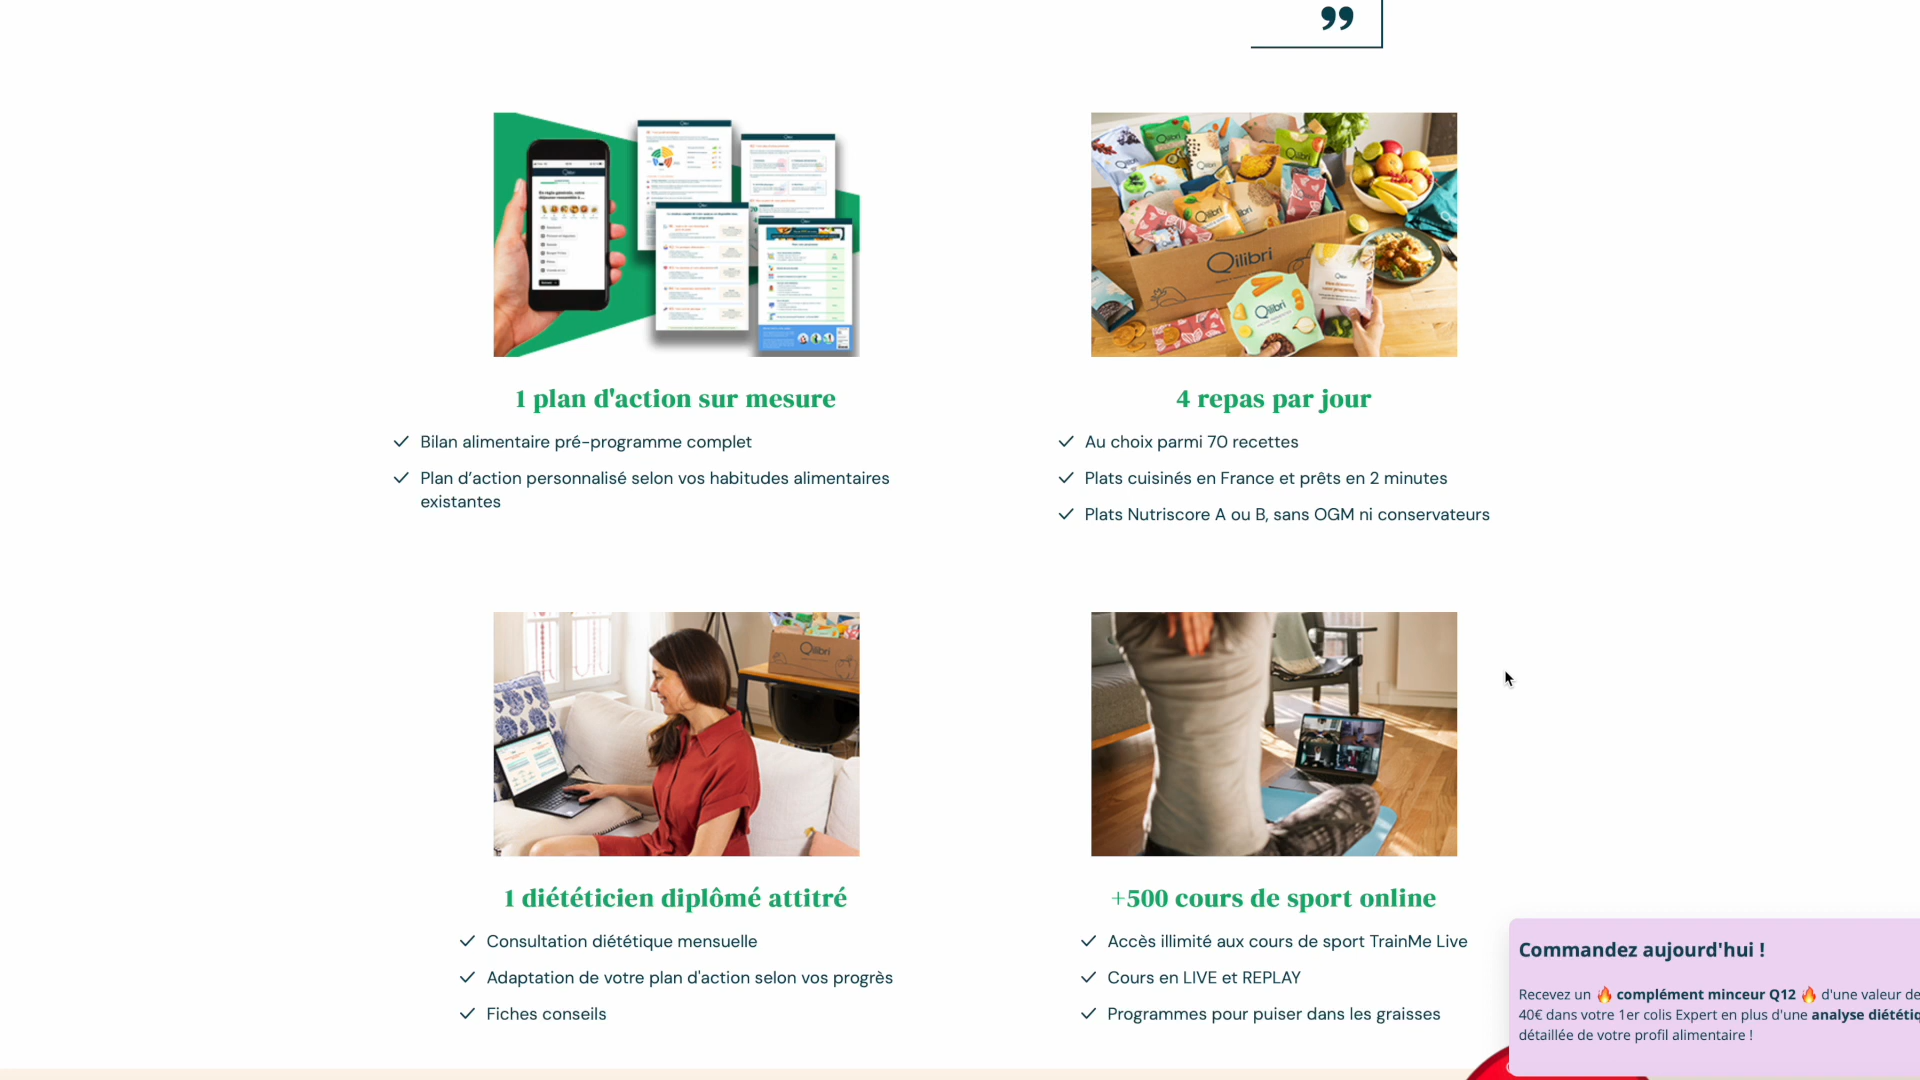 ”
Qilibri
1 plan d'action sur mesure
Bilan alimentaire pré-programme complet
Plan d’action personnalisé selon vos habitudes alimentaires
existantes
4 repas par jour
Au choix parmi 70 recettes
Plats cuisinés en France et prêts en 2 minutes
Plats Nutriscore A ou B, sans OGM ni conservateurs
Qilibri
1 diététicien diplômé attitré
Consultation diététique mensuelle
Adaptation de votre plan d'action selon vos progrès
Fiches conseils
+500 cours de sport online
Accès illimité aux cours de sport TrainMe Live
Cours en LIVE et REPLAY
Programmes pour puiser dans les graisses
Commandez aujourd'hui !
Recevez un 🔥 complément minceur Q12 🔥 d'une valeur de
40€ dans votre 1er colis Expert en plus d'une analyse diététiq
détaillée de votre profil alimentaire !